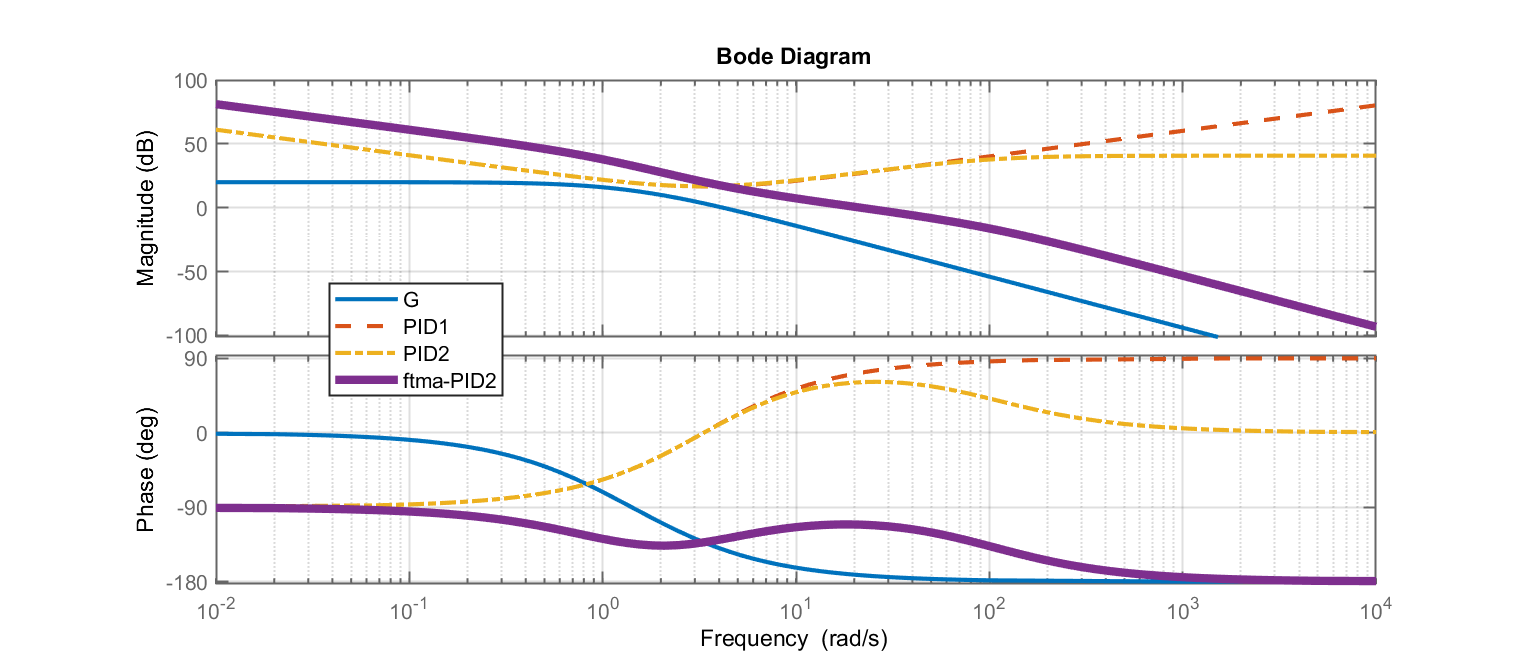 Bode Diagram
Magnitude (dB)
100
50
0
-50
-100
G
PID1
PID2
ftma-PID2
Phase (deg)
90
0
-90
-180
10^-2 10^-1 10^0 10^1 10^2 10^3 10^4
Frequency (rad/s)